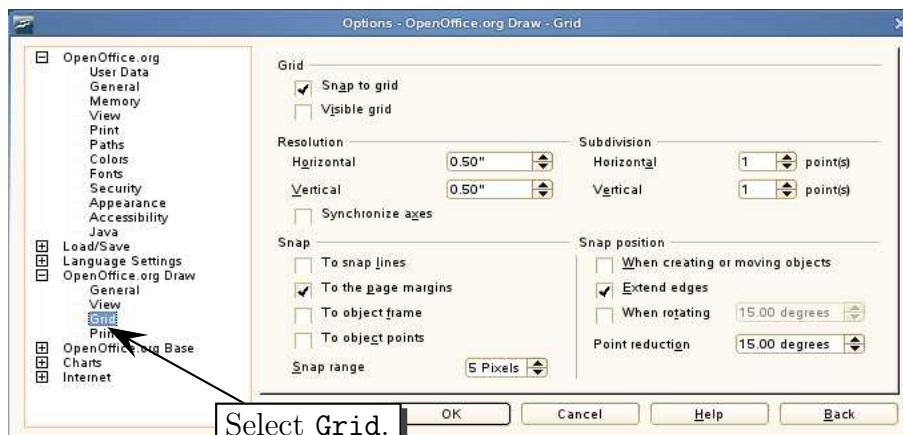 Options - OpenOffice.org Draw - Grid
OpenOffice.org
User Data
General
Memory
View
Print
Paths
Colors
Fonts
Security
Appearance
Accessibility
Java
Load/Save
Language Settings
OpenOffice.org Draw
General
View
Grid
Print
OpenOffice.org Base
Charts
Internet
Grid
Snap to grid
Visible grid
Resolution
Horizontal 0.50"
Vertical 0.50"
Synchronize axes
Subdivision
Horizontal 1 point(s)
Vertical 1 point(s)
Snap
To snap lines
To the page margins
To object frame
To object points
Snap range 5 Pixels
Snap position
When creating or moving objects
Extend edges
When rotating 15.00 degrees
Point reduction 15.00 degrees
Select Grid.
OK Cancel Help Back